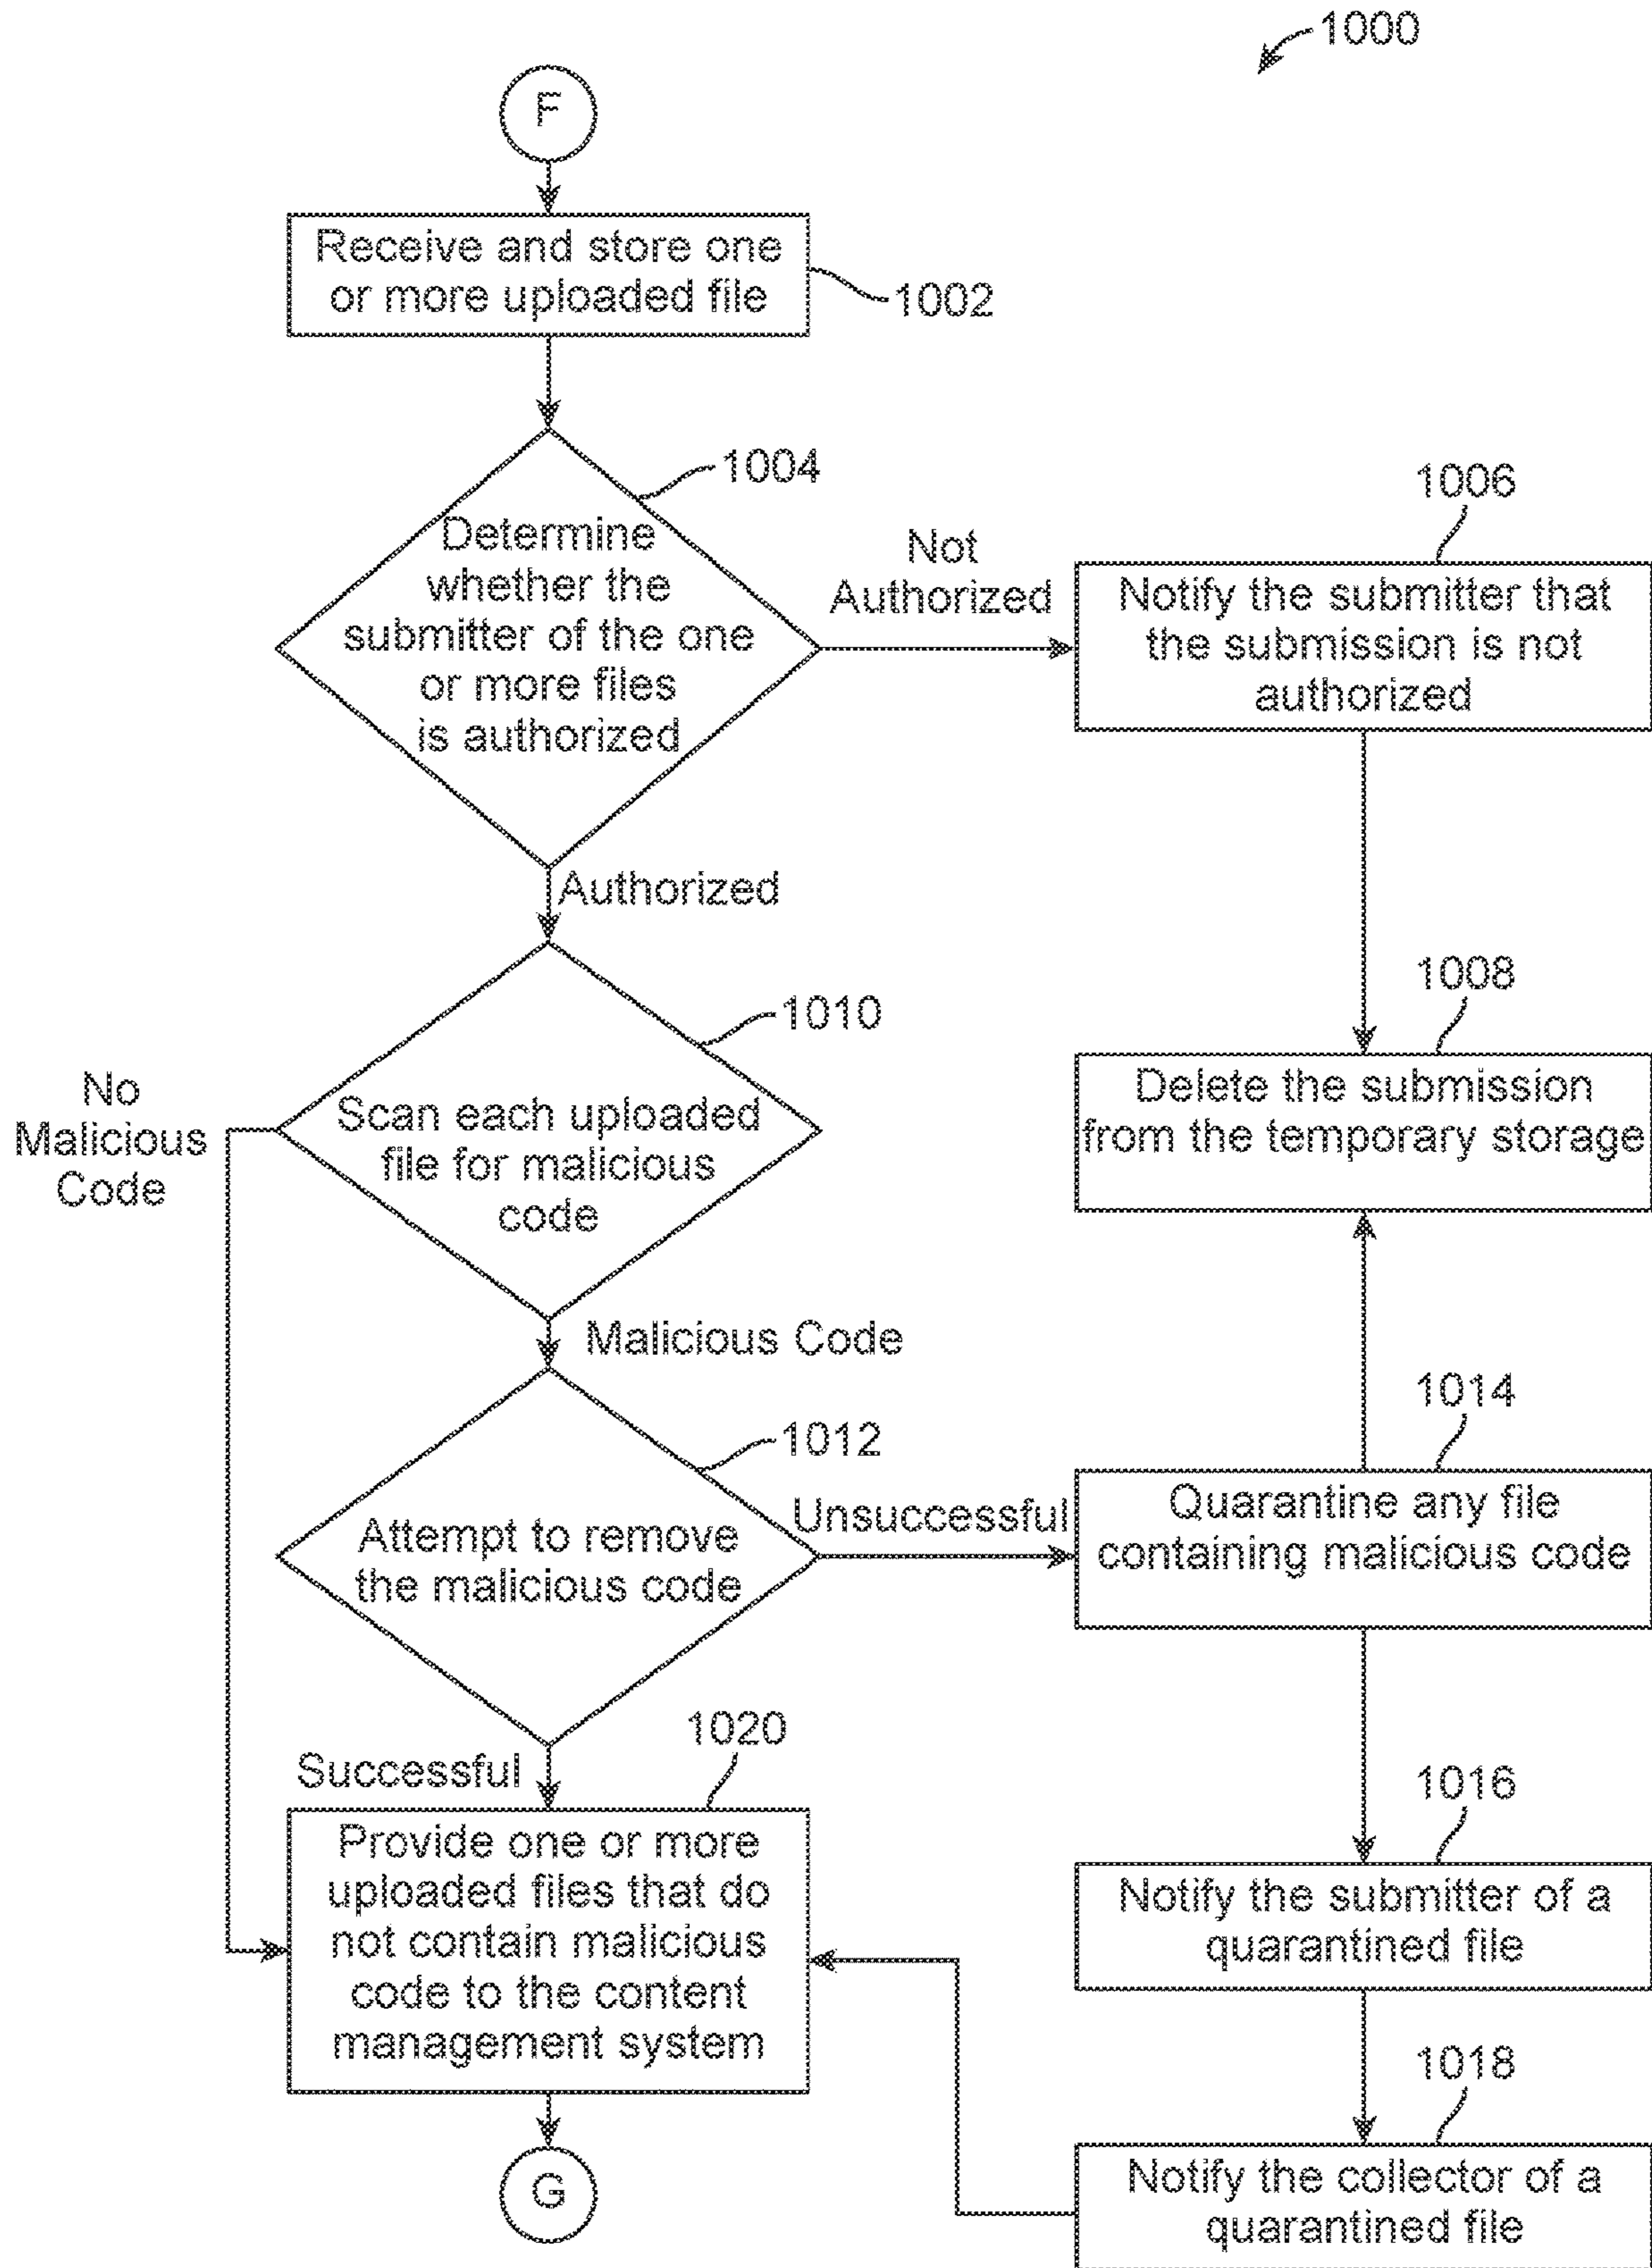 1000
F
Receive and store one
or more uploaded file
1002
1004
Determine
whether the
submitter of the one
or more files
is authorized
Not
Authorized
1006
Notify the submitter that
the submission is not
authorized
Authorized
1008
Delete the submission
from the temporary storage
1010
Scan each uploaded
file for malicious
code
No
Malicious
Code
Malicious Code
1012
Attempt to remove
the malicious code
Unsuccessful
1014
Quarantine any file
containing malicious code
Successful
1020
Provide one or more
uploaded files that do
not contain malicious
code to the content
management system
1016
Notify the submitter of a
quarantined file
1018
Notify the collector of a
quarantined file
G